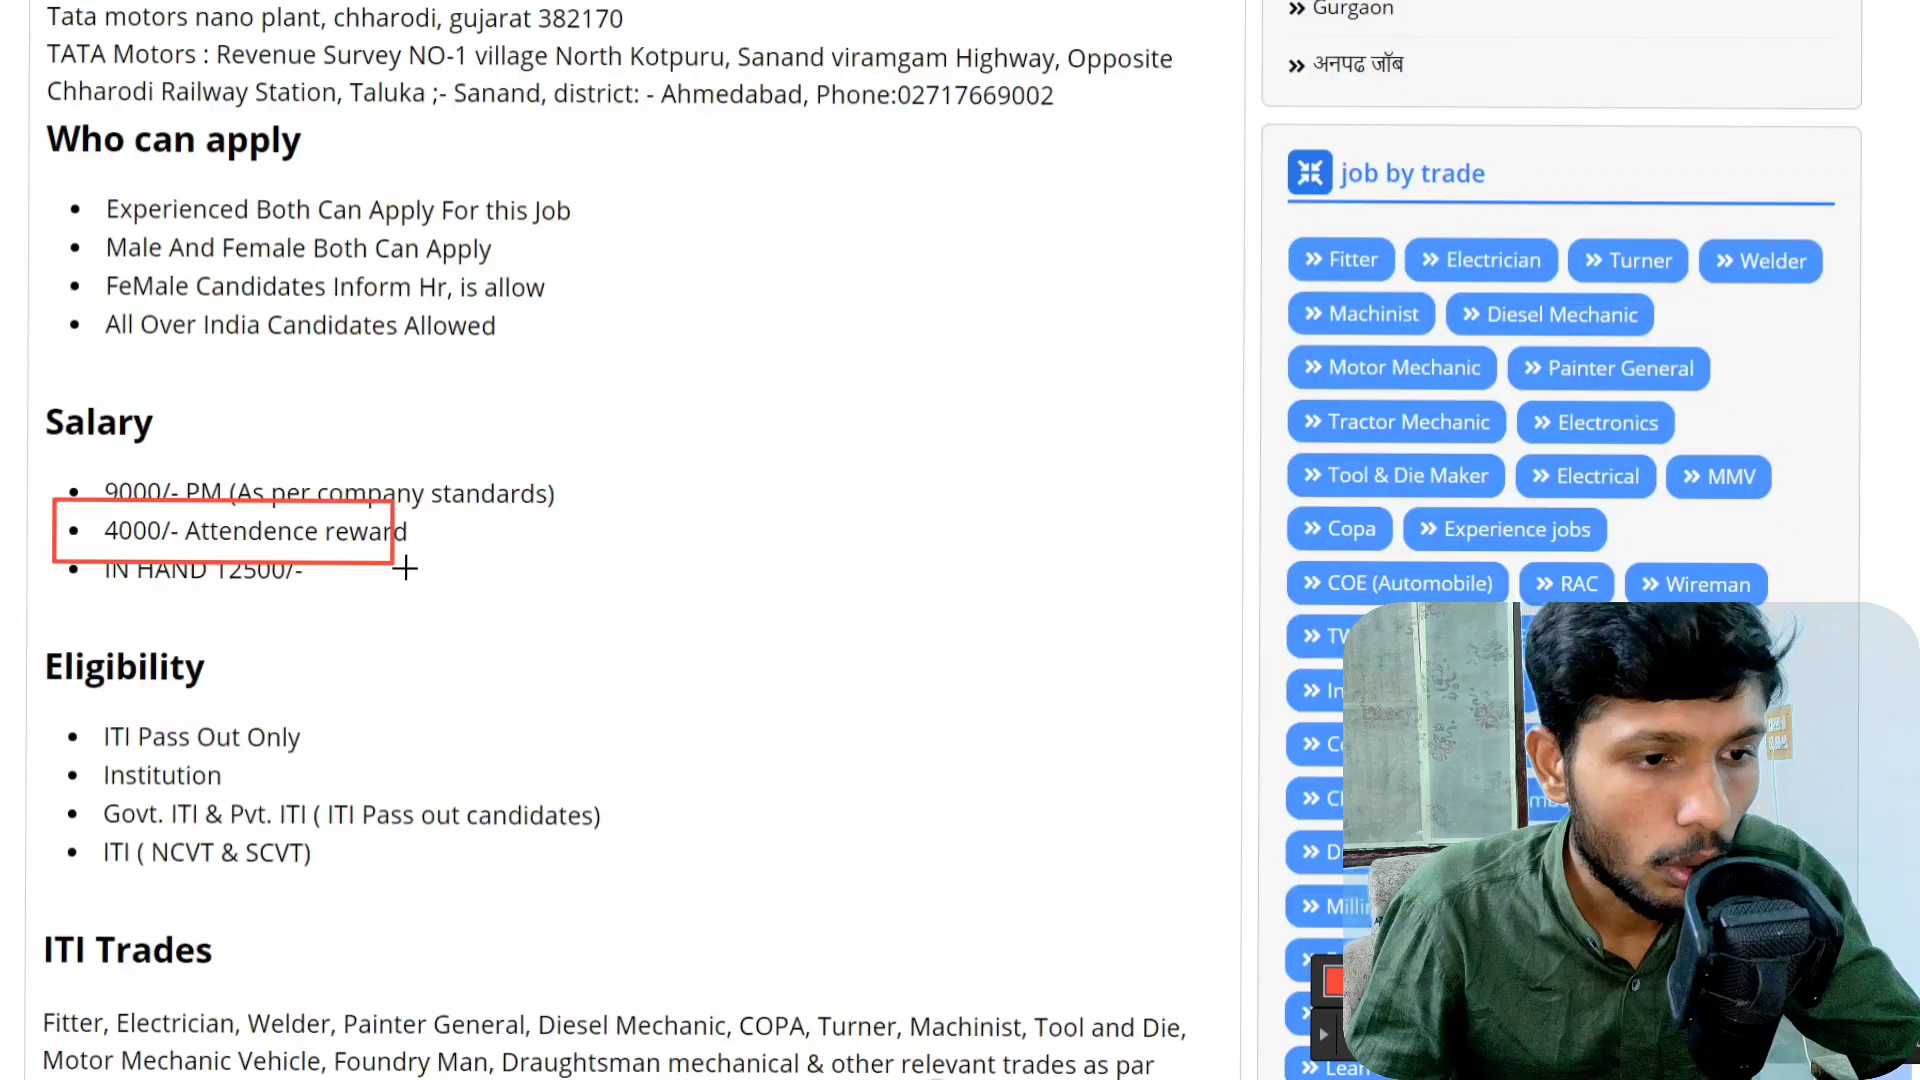 Tata motors nano plant, chharodi, gujarat 382170
TATA Motors : Revenue Survey NO-1 village North Kotpuru, Sanand viramgam Highway, Opposite
Chharodi Railway Station, Taluka ;- Sanand, district: - Ahmedabad, Phone:02717669002
Who can apply
Experienced Both Can Apply For this Job
Male And Female Both Can Apply
FeMale Candidates Inform Hr, is allow
All Over India Candidates Allowed
Salary
9000/- PM (As per company standards)
4000/- Attendence reward
IN HAND 12500/-
Eligibility
ITI Pass Out Only
Institution
Govt. ITI & Pvt. ITI ( ITI Pass out candidates)
ITI ( NCVT & SCVT)
ITI Trades
Fitter, Electrician, Welder, Painter General, Diesel Mechanic, COPA, Turner, Machinist, Tool and Die,
Motor Mechanic Vehicle, Foundry Man, Draughtsman mechanical & other relevant trades as par
Gurgaon
अनपढ जॉब
job by trade
Fitter Electrician Turner Welder
Machinist Diesel Mechanic
Motor Mechanic Painter General
Tractor Mechanic Electronics
Tool & Die Maker Electrical MMV
Copa Experience jobs
COE (Automobile) RAC Wireman